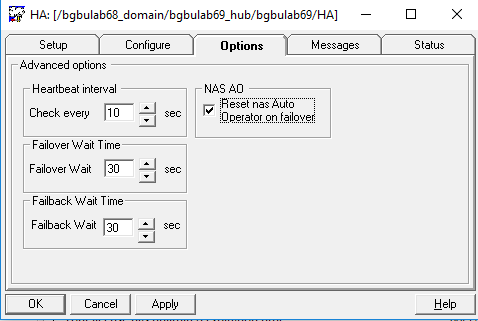 HA: [/bgbulab68_domain/bgbulab69_hub/bgbulab69/HA]
Setup
Configure
Options
Messages
Status
Advanced options
Heartbeat interval
Check every 10 sec
NAS AO
Reset nas Auto
Operator on failover
Failover Wait Time
Failover Wait 30 sec
Failback Wait Time
Failback Wait 30 sec
OK
Cancel
Apply
Help